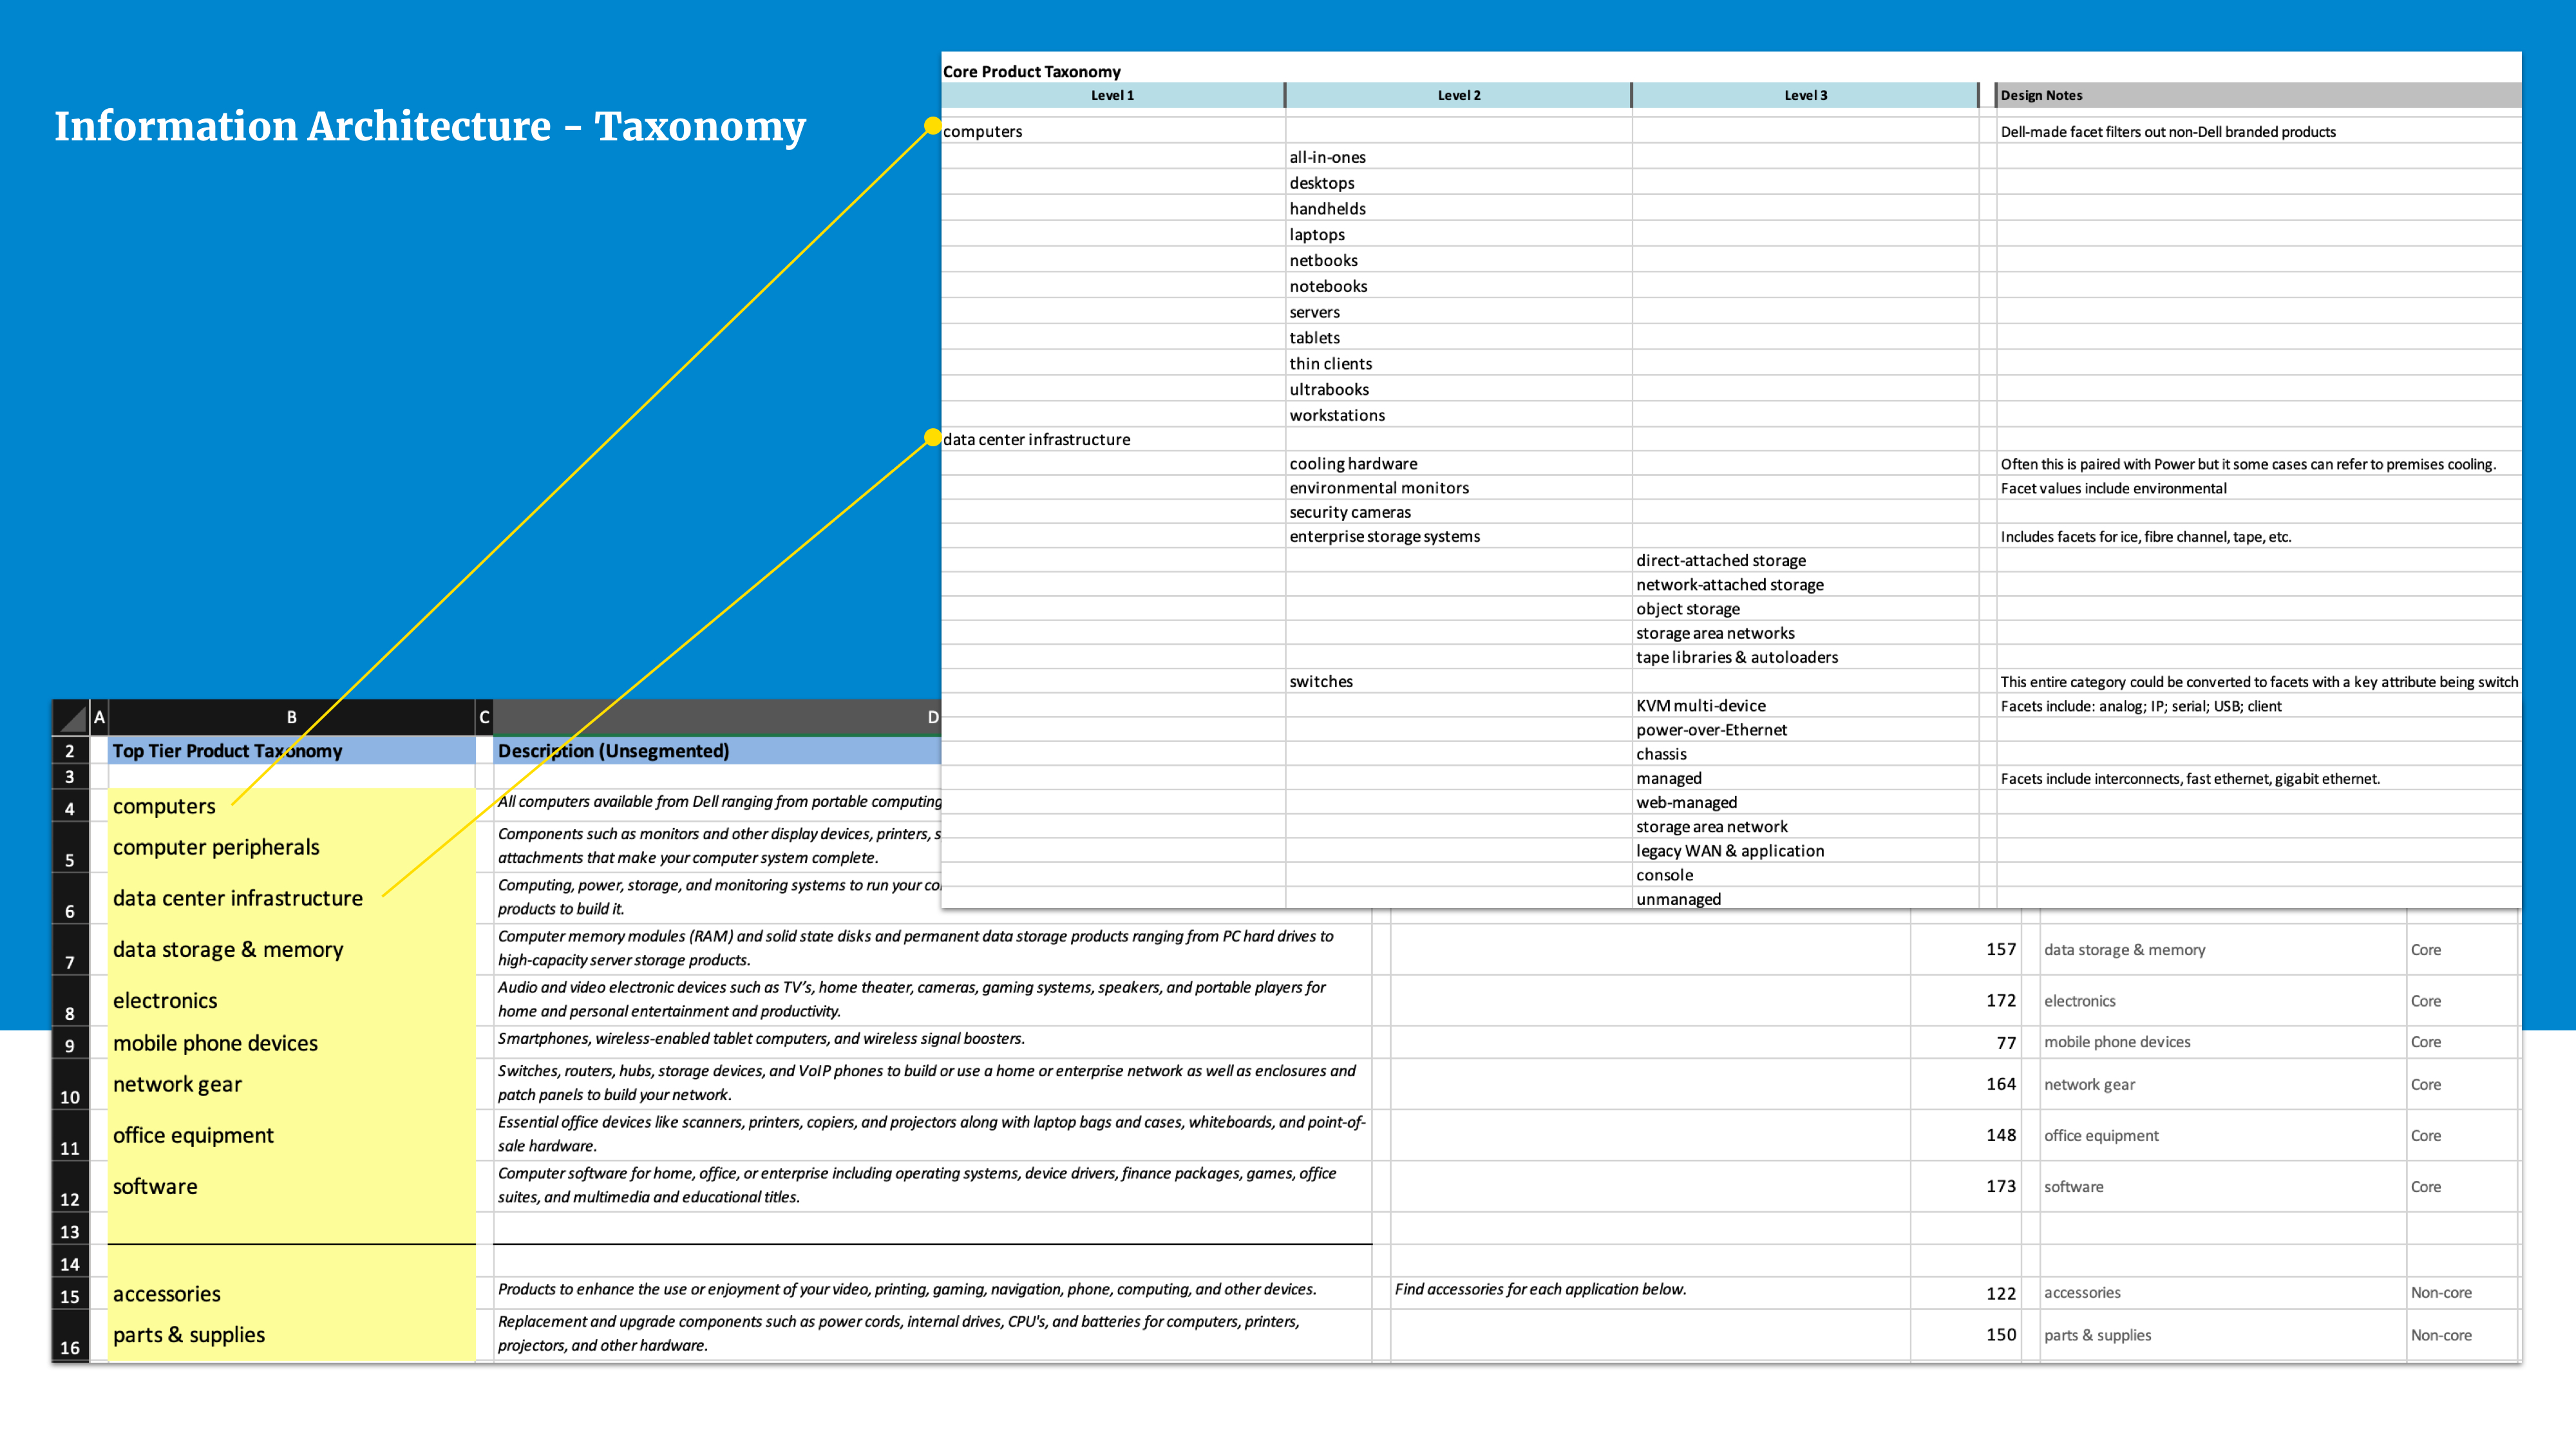 Information Architecture - Taxonomy
Core Product Taxonomy
Level 1 Level 2 Level 3 Design Notes
computers Dell-made facet filters out non-Dell branded products
all-in-ones
desktops
handhelds
laptops
netbooks
notebooks
servers
tablets
thin clients
ultrabooks
workstations
data center infrastructure
cooling hardware Often this is paired with Power but it some cases can refer to premises cooling.
environmental monitors Facet values include environmental
security cameras
enterprise storage systems Includes facets for ice, fibre channel, tape, etc.
direct-attached storage
network-attached storage
object storage
storage area networks
tape libraries & autoloaders
switches This entire category could be converted to facets with a key attribute being switch
KVM multi-device Facets include: analog; IP; serial; USB; client
power-over-Ethernet
chassis
managed Facets include interconnects, fast ethernet, gigabit ethernet.
web-managed
storage area network
legacy WAN & application
console
unmanaged
A B C D
2 Top Tier Product Taxonomy Description (Unsegmented)
3
4 computers All computers available from Dell ranging from portable computing
5 computer peripherals Components such as monitors and other display devices, printers, s
attachments that make your computer system complete.
6 data center infrastructure Computing, power, storage, and monitoring systems to run your co
products to build it.
7 data storage & memory Computer memory modules (RAM) and solid state disks and permanent data storage products ranging from PC hard drives to
high-capacity server storage products. 157 data storage & memory Core
8 electronics Audio and video electronic devices such as TV's, home theater, cameras, gaming systems, speakers, and portable players for
home and personal entertainment and productivity. 172 electronics Core
9 mobile phone devices Smartphones, wireless-enabled tablet computers, and wireless signal boosters. 77 mobile phone devices Core
10 network gear Switches, routers, hubs, storage devices, and VoIP phones to build or use a home or enterprise network as well as enclosures and
patch panels to build your network. 164 network gear Core
11 office equipment Essential office devices like scanners, printers, copiers, and projectors along with laptop bags and cases, whiteboards, and point-of-
sale hardware. 148 office equipment Core
12 software Computer software for home, office, or enterprise including operating systems, device drivers, finance packages, games, office
suites, and multimedia and educational titles. 173 software Core
13
14
15 accessories Products to enhance the use or enjoyment of your video, printing, gaming, navigation, phone, computing, and other devices. Find accessories for each application below. 122 accessories Non-core
16 parts & supplies Replacement and upgrade components such as power cords, internal drives, CPU's, and batteries for computers, printers,
projectors, and other hardware. 150 parts & supplies Non-core